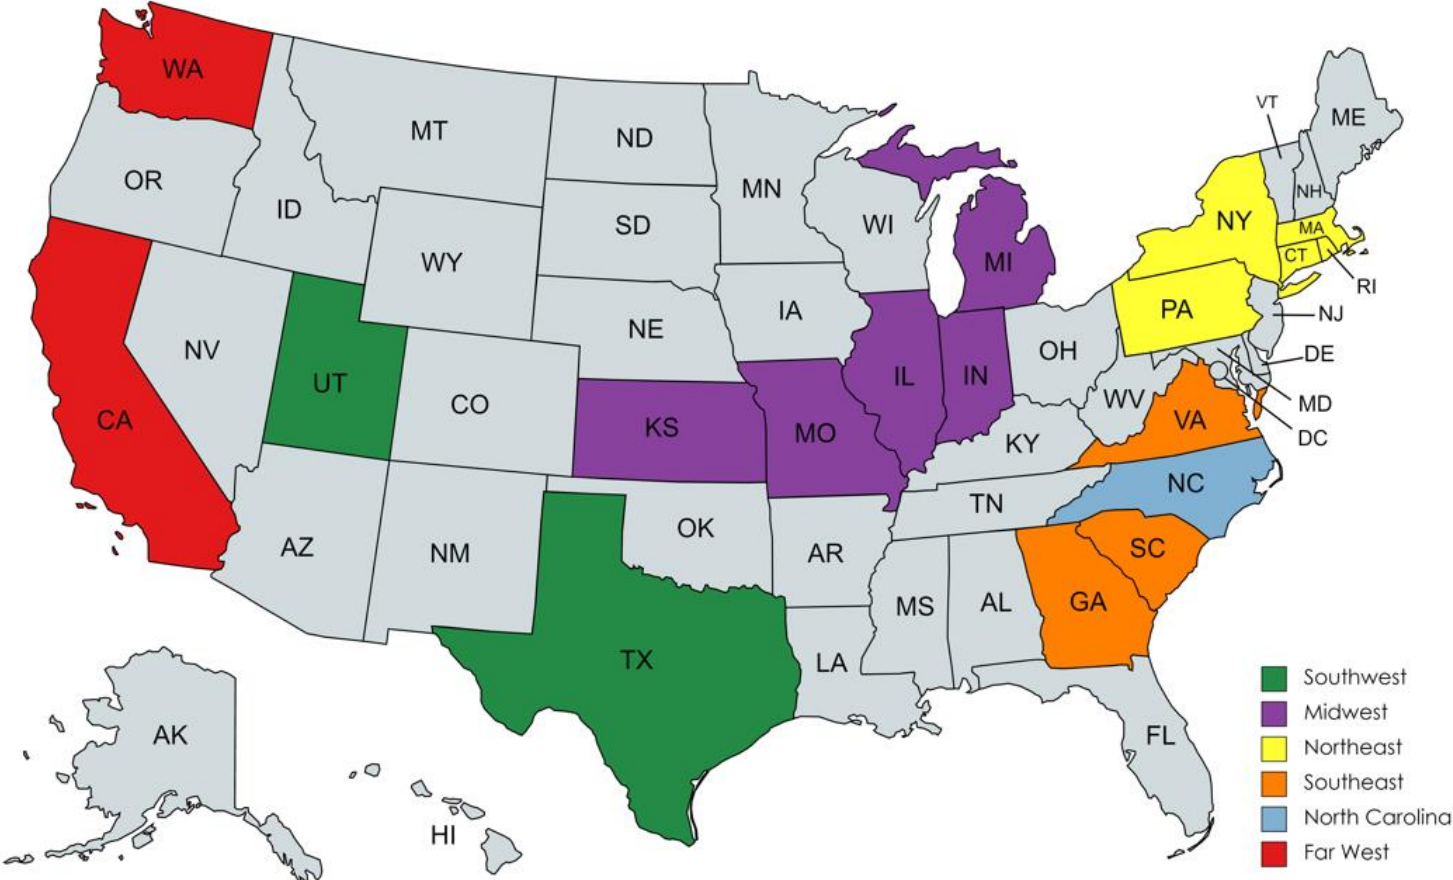 WA
MT
ND
MN
VT
ME
OR
ID
SD
WI
NH
NY
MA
WY
MI
CT
RI
IA
PA
NE
NJ
NV
OH
DE
UT
IL
IN
CO
WV
MD
CA
KS
MO
VA
DC
KY
NC
TN
OK
AZ
NM
AR
SC
MS
AL
GA
TX
LA
AK
FL
HI
Southwest
Midwest
Northeast
Southeast
North Carolina
Far West